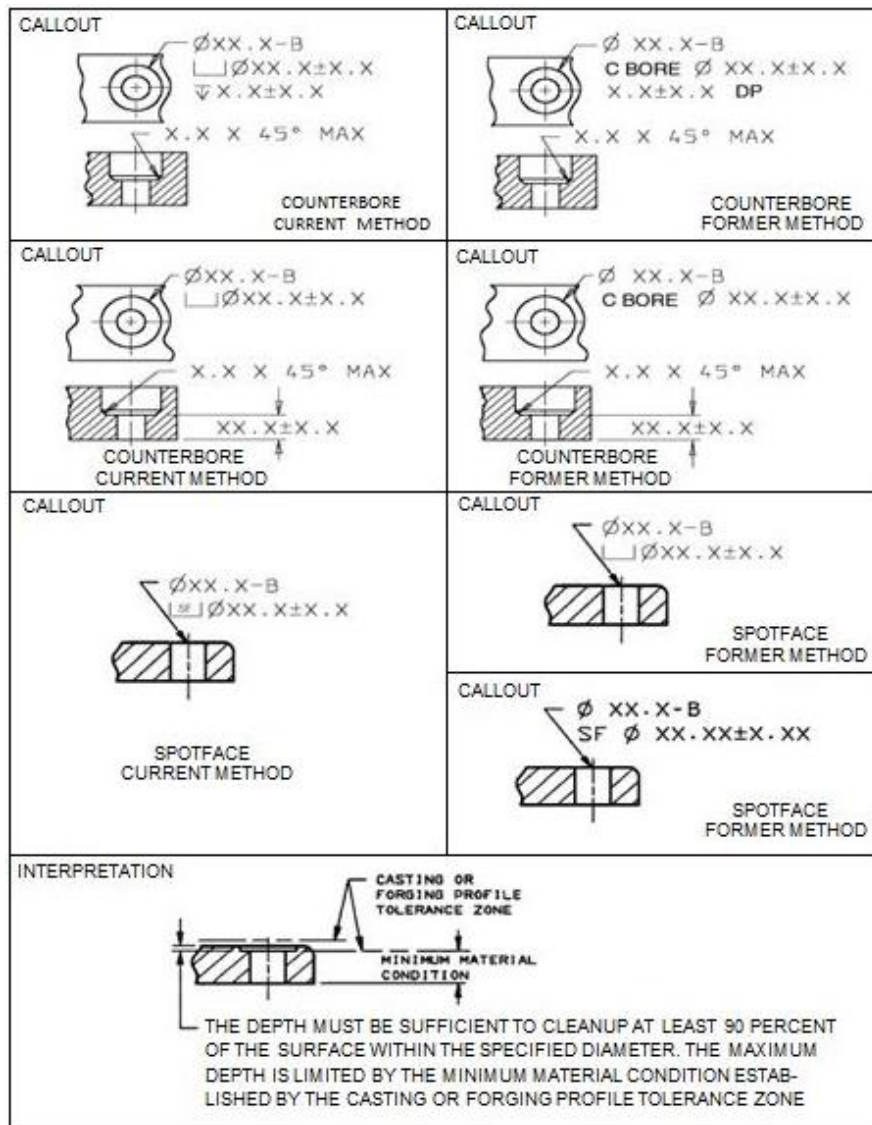 CALLOUT
ØXX.X-B
⌴ØXX.X±X.X
↧X.X±X.X
X.X X 45° MAX
COUNTERBORE
CURRENT METHOD
CALLOUT
Ø XX.X-B
C BORE Ø XX.X±X.X
X.X±X.X DP
X.X X 45° MAX
COUNTERBORE
FORMER METHOD
CALLOUT
ØXX.X-B
⌴ØXX.X±X.X
X.X X 45° MAX
XX.X±X.X
COUNTERBORE
CURRENT METHOD
CALLOUT
Ø XX.X-B
C BORE Ø XX.X±X.X
X.X X 45° MAX
XX.X±X.X
COUNTERBORE
FORMER METHOD
CALLOUT
ØXX.X-B
SF ØXX.X±X.X
SPOTFACE
CURRENT METHOD
CALLOUT
ØXX.X-B
⌴ØXX.X±X.X
SPOTFACE
FORMER METHOD
CALLOUT
Ø XX.X-B
SF Ø XX.XX±X.XX
SPOTFACE
FORMER METHOD
INTERPRETATION
CASTING OR
FORGING PROFILE
TOLERANCE ZONE
MINIMUM MATERIAL
CONDITION
THE DEPTH MUST BE SUFFICIENT TO CLEANUP AT LEAST 90 PERCENT
OF THE SURFACE WITHIN THE SPECIFIED DIAMETER. THE MAXIMUM
DEPTH IS LIMITED BY THE MINIMUM MATERIAL CONDITION ESTAB-
LISHED BY THE CASTING OR FORGING PROFILE TOLERANCE ZONE